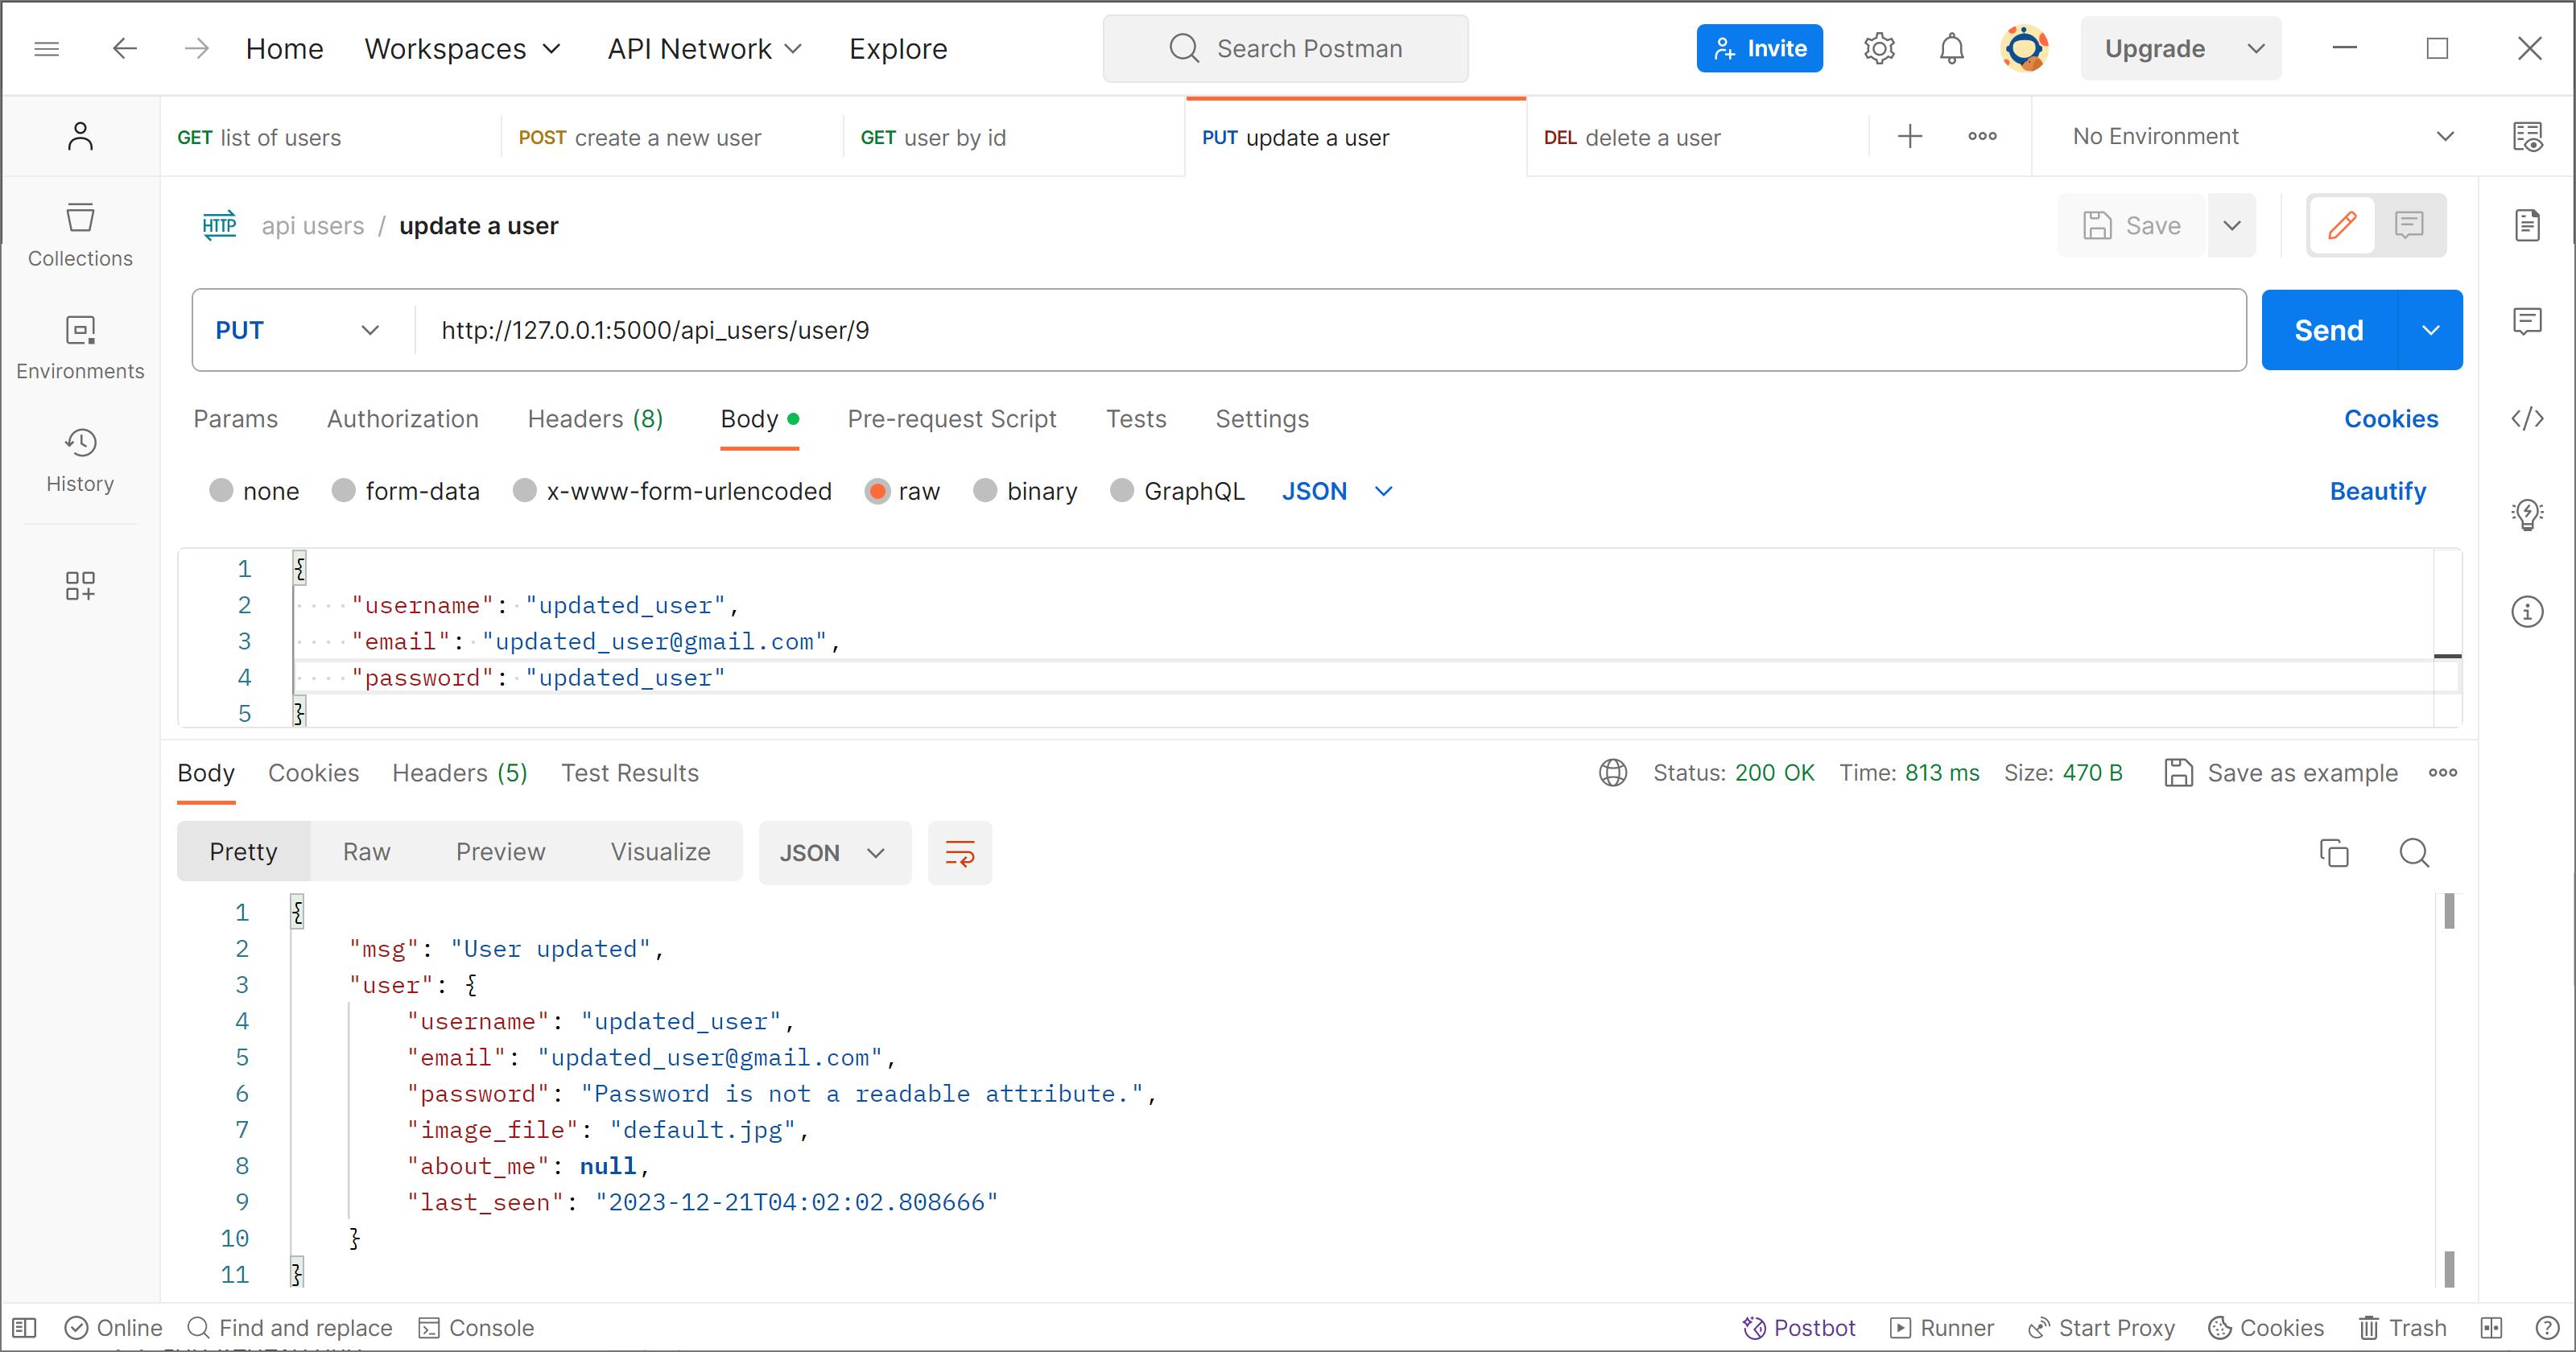 Home Workspaces API Network Explore Search Postman Invite Upgrade
GET list of users POST create a new user GET user by id PUT update a user DEL delete a user No Environment
HTTP api users / update a user Save
Collections
PUT http://127.0.0.1:5000/api_users/user/9 Send
Environments
Params Authorization Headers (8) Body Pre-request Script Tests Settings Cookies
History
none form-data x-www-form-urlencoded raw binary GraphQL JSON Beautify
1 {
2 "username": "updated_user",
3 "email": "updated_user@gmail.com",
4 "password": "updated_user"
5 }
Body Cookies Headers (5) Test Results Status: 200 OK Time: 813 ms Size: 470 B Save as example
Pretty Raw Preview Visualize JSON
1 {
2 "msg": "User updated",
3 "user": {
4 "username": "updated_user",
5 "email": "updated_user@gmail.com",
6 "password": "Password is not a readable attribute.",
7 "image_file": "default.jpg",
8 "about_me": null,
9 "last_seen": "2023-12-21T04:02:02.808666"
10 }
11 }
Online Find and replace Console Postbot Runner Start Proxy Cookies Trash